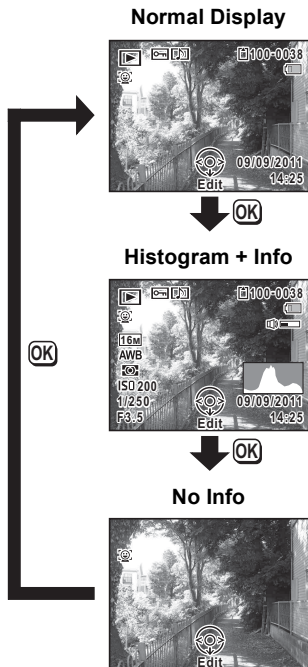 Normal Display
100-0038
09/09/2011
14:25
Edit
OK
Histogram + Info
100-0038
16M
AWB
ISO 200
1/250
F3.5
09/09/2011
14:25
Edit
OK
OK
No Info
Edit